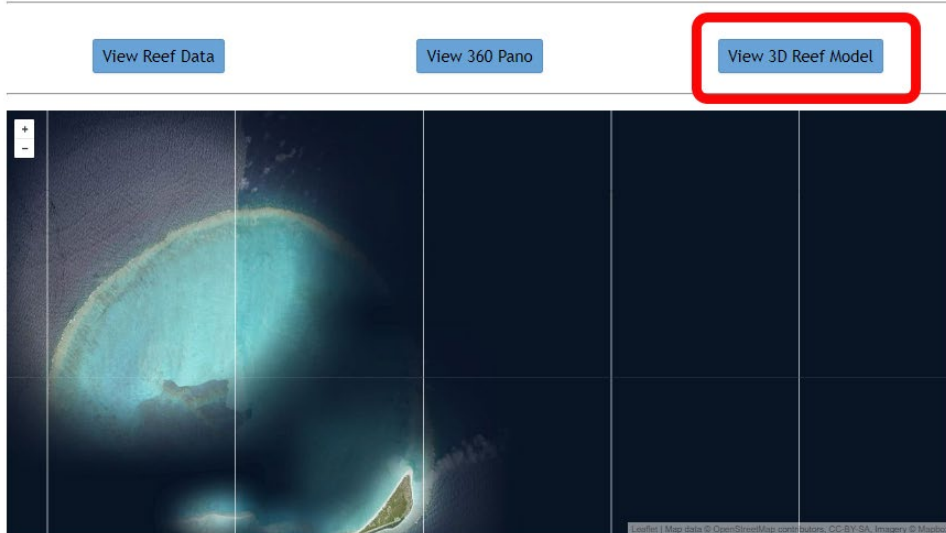 View Reef Data
View 360 Pano
View 3D Reef Model
+
-
Leaflet | Map data © OpenStreetMap contributors, CC-BY-SA, Imagery © Mapbox